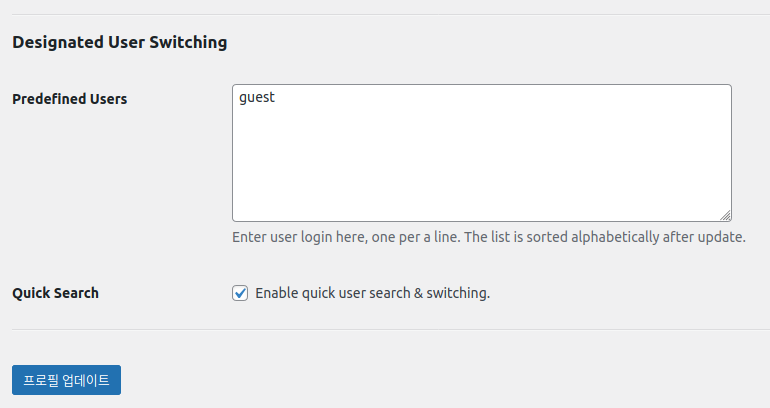 Designated User Switching
Predefined Users
guest
Enter user login here, one per a line. The list is sorted alphabetically after update.
Quick Search
Enable quick user search & switching.
프로필 업데이트